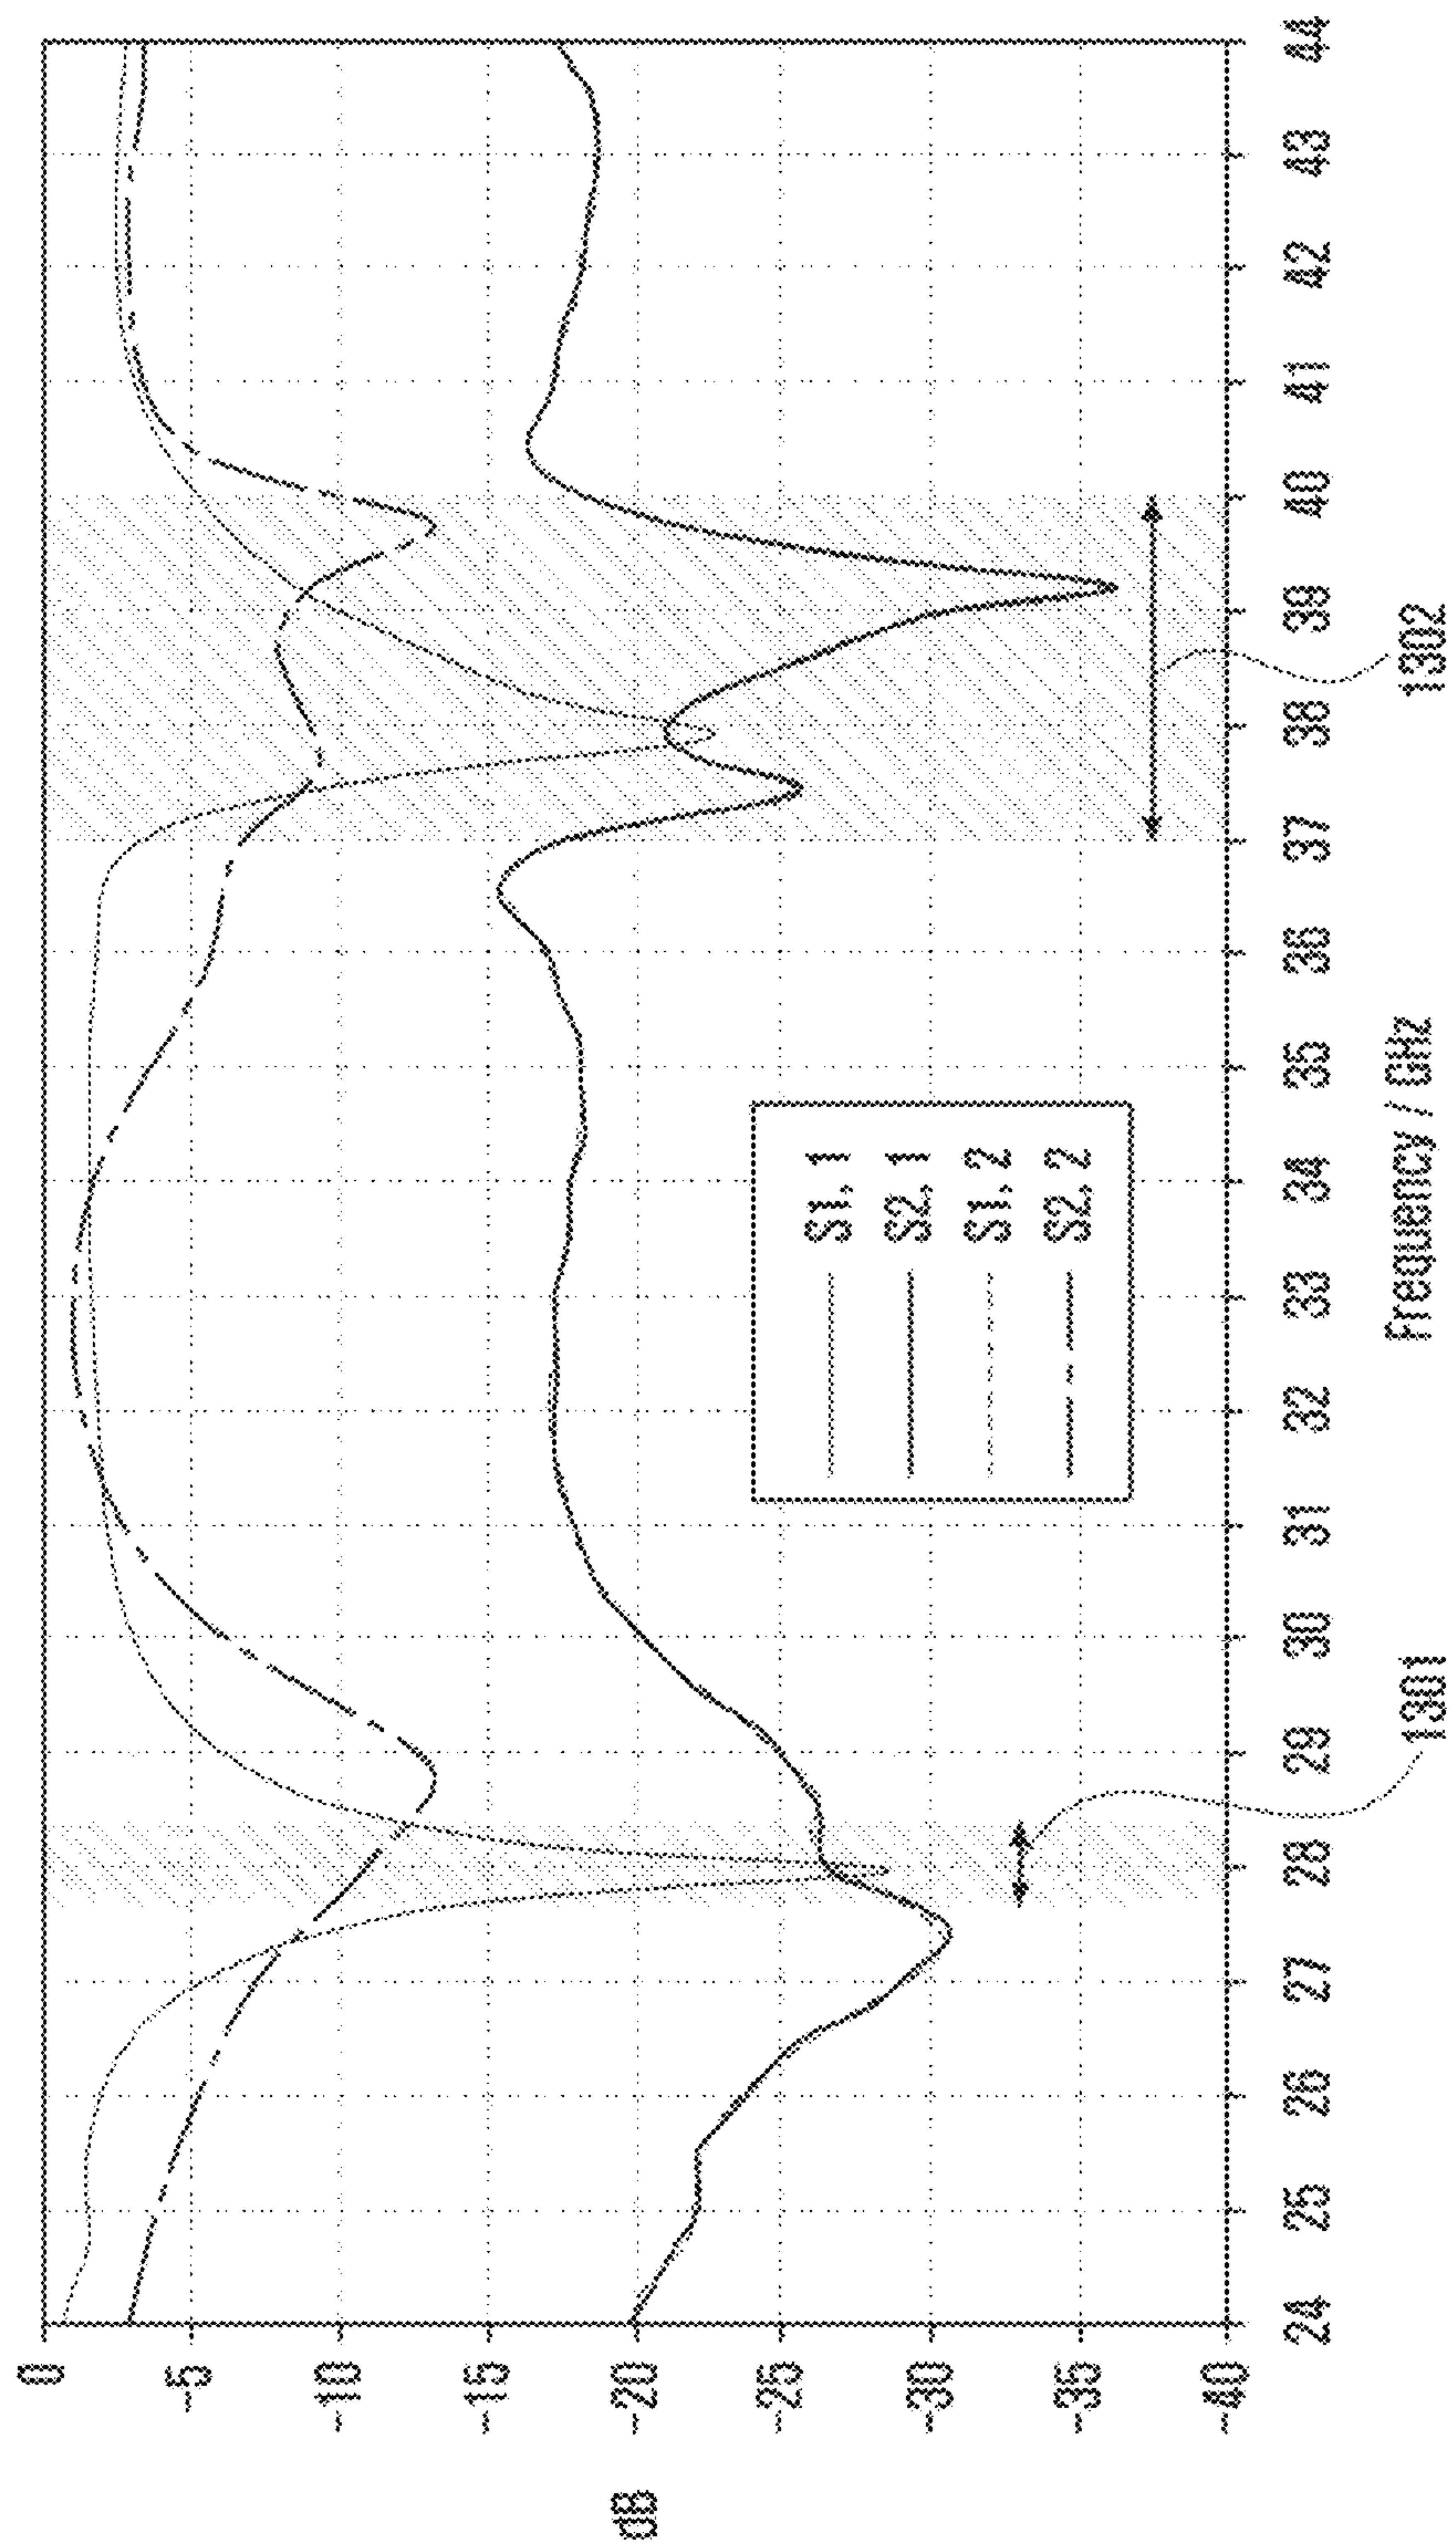 dB
0
-5
-10
-15
-20
-25
-30
-35
-40
24 25 26 27 28 29 30 31 32 33 34 35 36 37 38 39 40 41 42 43 44
Frequency / GHz
S1, 1
S2, 1
S1, 2
S2, 2
1301
1302